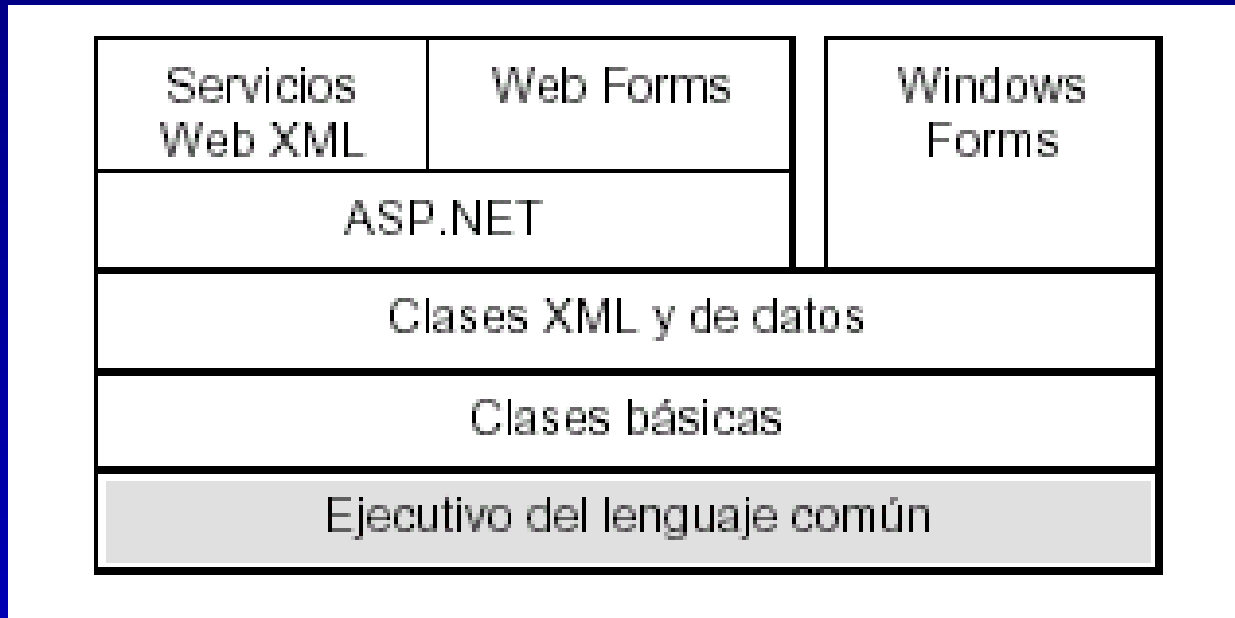 Servicios
Web XML
Web Forms
Windows
Forms
ASP.NET
Clases XML y de datos
Clases básicas
Ejecutivo del lenguaje común